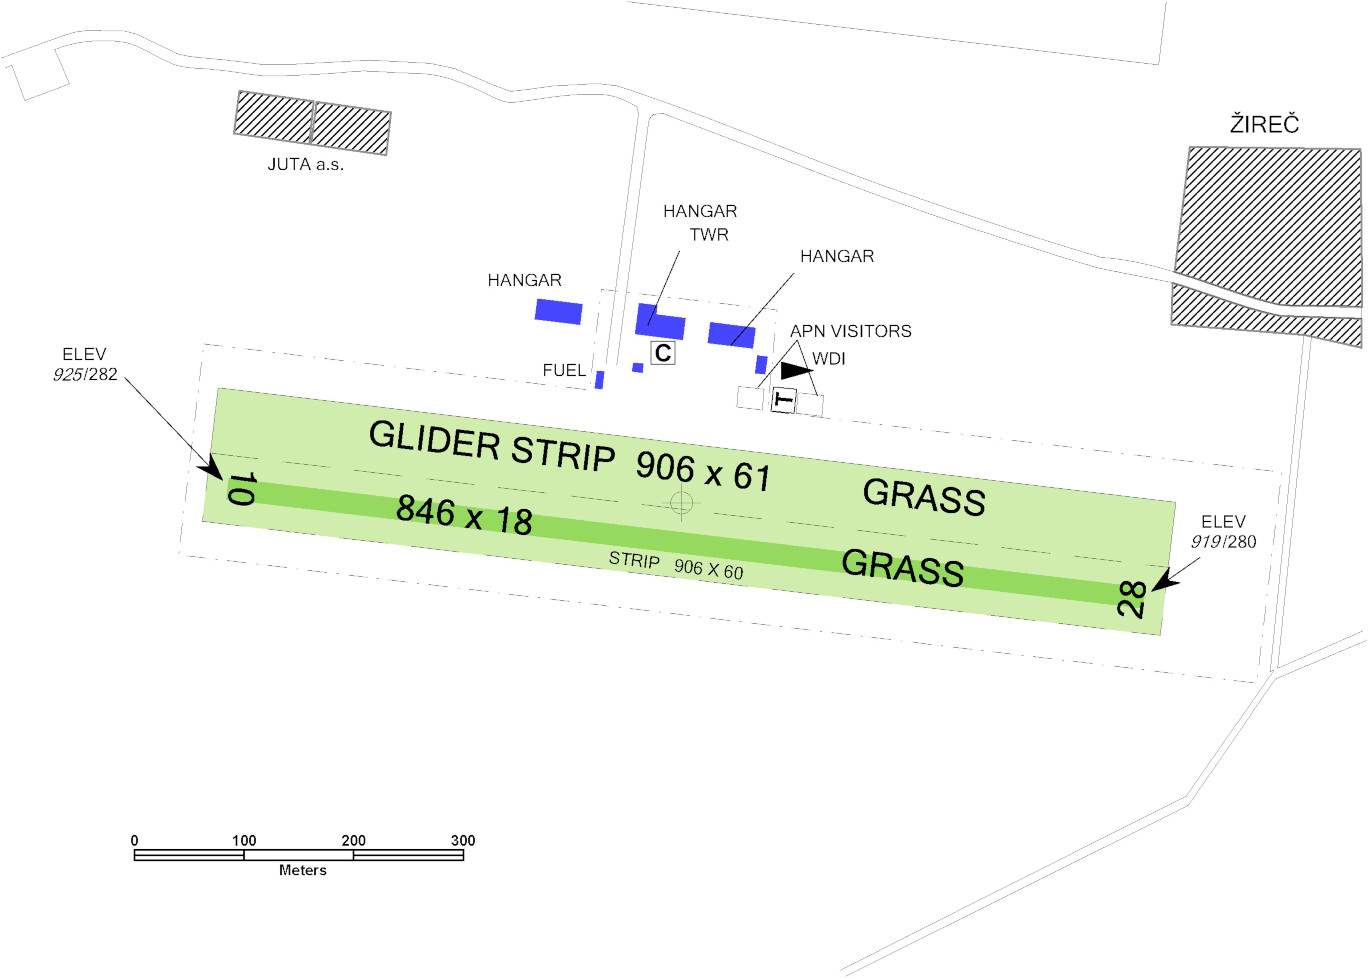 ŽIREČ
JUTA a.s.
HANGAR
TWR
HANGAR
HANGAR
APN VISITORS
WDI
C
FUEL
T
ELEV
925/282
GLIDER STRIP 906 x 61 GRASS
10
846 x 18 GRASS
STRIP 906 X 60
28
ELEV
919/280
0 100 200 300
Meters